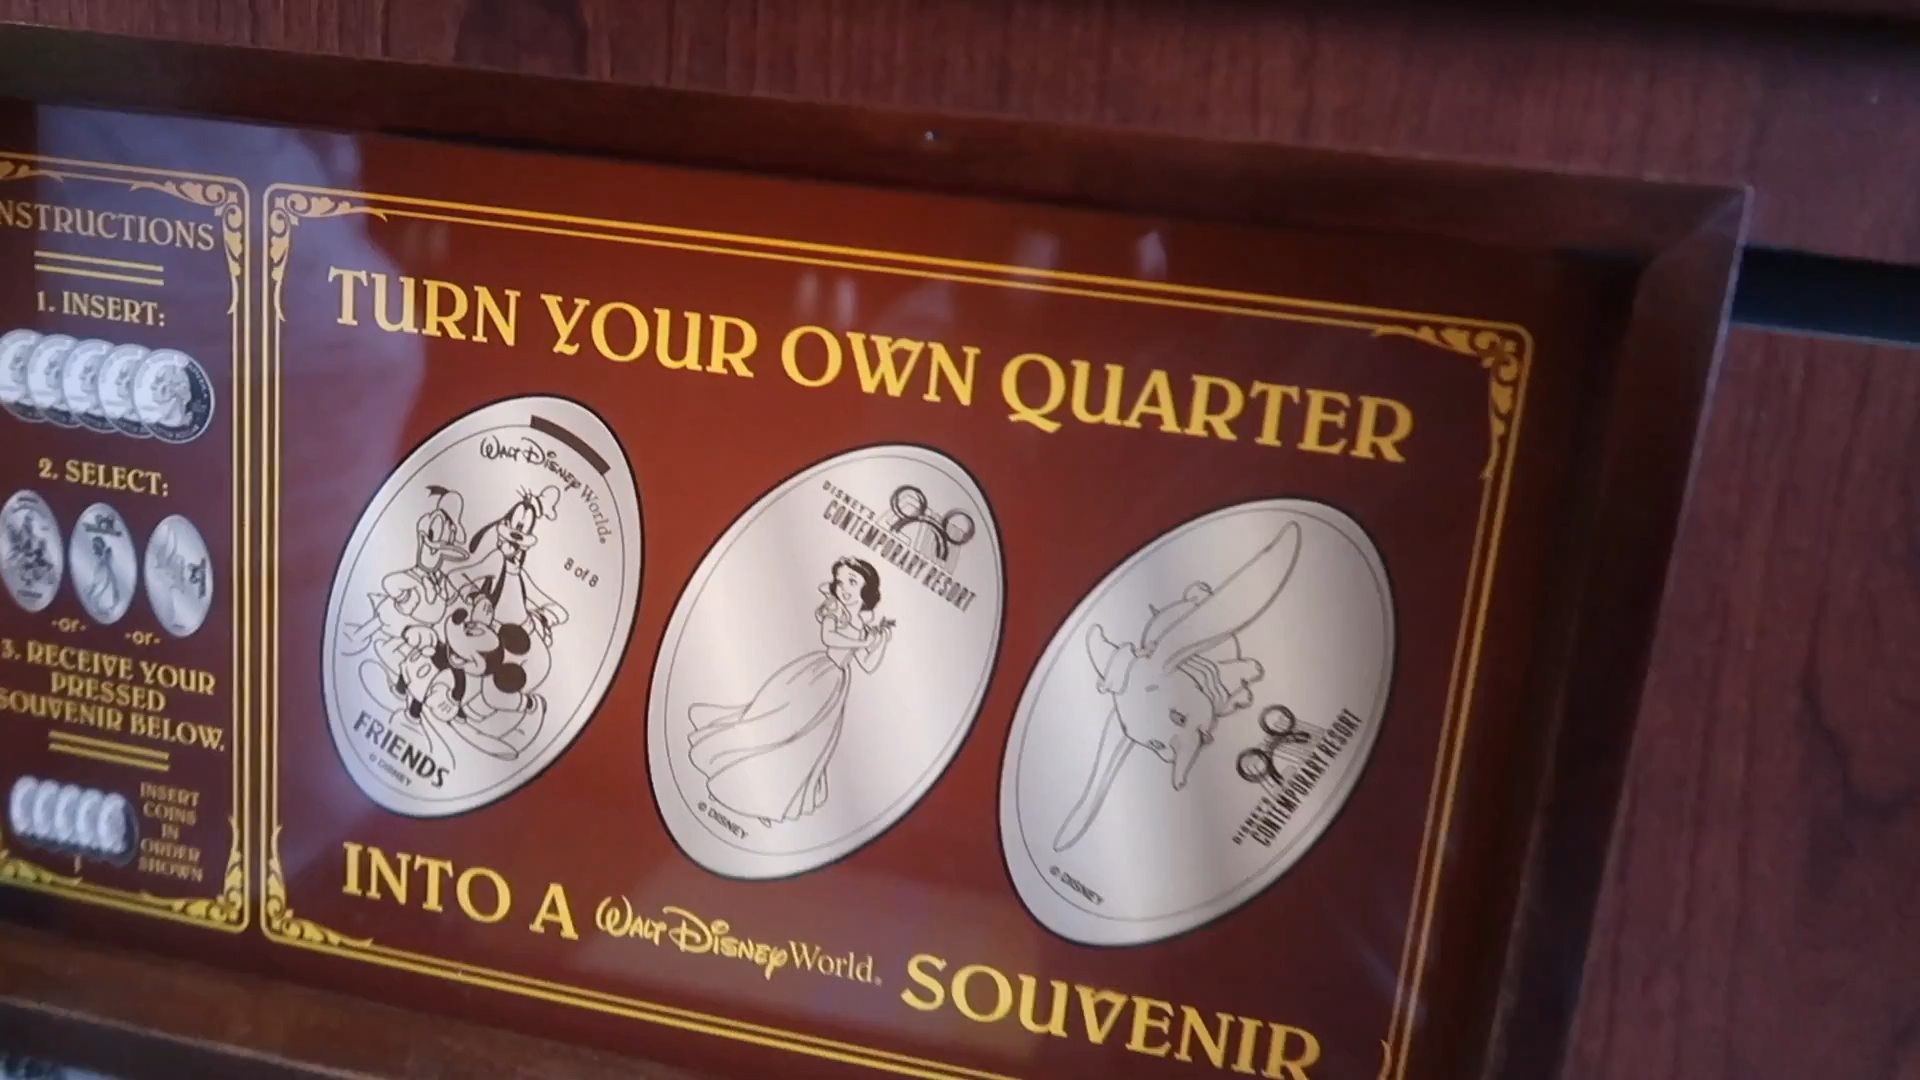 NSTRUCTIONS
1. INSERT:
2. SELECT:
-or-
-or-
3. RECEIVE YOUR
PRESSED
SOUVENIR BELOW.
INSERT
COINS
IN
ORDER
SHOWN
TURN YOUR OWN QUARTER
WALT DISNEY World®
8 of 8
FRIENDS
© DISNEY
DISNEY'S
CONTEMPORARY RESORT
© DISNEY
DISNEY'S
CONTEMPORARY RESORT
© DISNEY
INTO A WALT DISNEY World® SOUVENIR